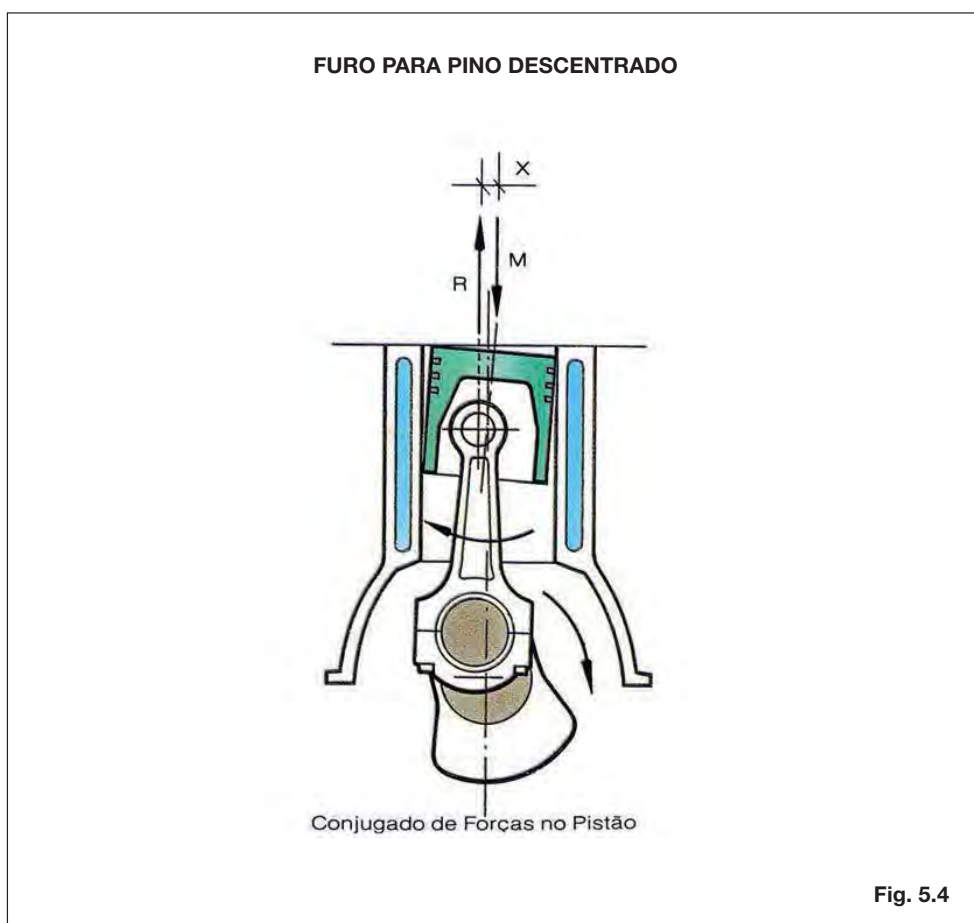 FURO PARA PINO DESCENTRADO
X
M
R
Conjugado de Forças no Pistão
Fig. 5.4